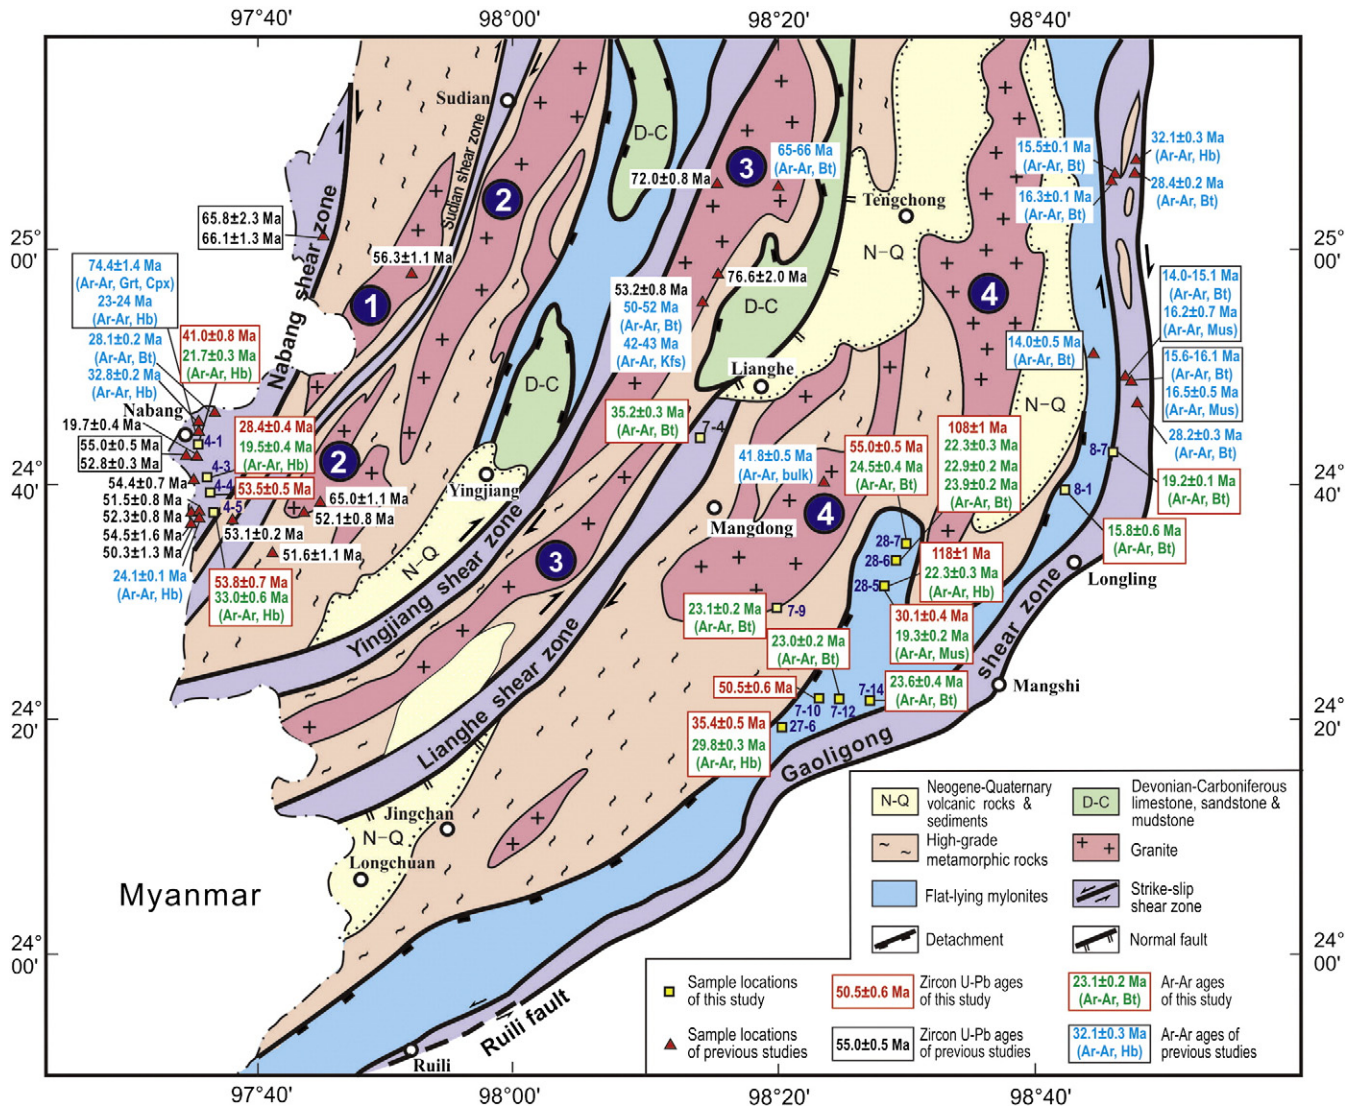 97°40'
98°00'
98°20'
98°40'
25°
00'
24°
40'
24°
20'
24°
00'
25°
00'
24°
40'
24°
20'
24°
00'
97°40'
98°00'
98°20'
98°40'
Sudian
Sudian shear zone
D-C
3
65-66 Ma
(Ar-Ar, Bt)
72.0±0.8 Ma
2
Tengchong
N-Q
15.5±0.1 Ma
(Ar-Ar, Bt)
16.3±0.1 Ma
(Ar-Ar, Bt)
32.1±0.3 Ma
(Ar-Ar, Hb)
28.4±0.2 Ma
(Ar-Ar, Bt)
65.8±2.3 Ma
66.1±1.3 Ma
Nabang shear zone
56.3±1.1 Ma
1
74.4±1.4 Ma
(Ar-Ar, Grt, Cpx)
23-24 Ma
(Ar-Ar, Hb)
28.1±0.2 Ma
(Ar-Ar, Bt)
32.8±0.2 Ma
(Ar-Ar, Hb)
41.0±0.8 Ma
21.7±0.3 Ma
(Ar-Ar, Hb)
76.6±2.0 Ma
D-C
53.2±0.8 Ma
50-52 Ma
(Ar-Ar, Bt)
42-43 Ma
(Ar-Ar, Kfs)
4
14.0±0.5 Ma
(Ar-Ar, Bt)
14.0-15.1 Ma
(Ar-Ar, Bt)
16.2±0.7 Ma
(Ar-Ar, Mus)
15.6-16.1 Ma
(Ar-Ar, Bt)
16.5±0.5 Ma
(Ar-Ar, Mus)
28.2±0.3 Ma
(Ar-Ar, Bt)
Lianghe
D-C
N-Q
Nabang
19.7±0.4 Ma
55.0±0.5 Ma
52.8±0.3 Ma
54.4±0.7 Ma
51.5±0.8 Ma
52.3±0.8 Ma
54.5±1.6 Ma
50.3±1.3 Ma
24.1±0.1 Ma
(Ar-Ar, Hb)
4-1
4-3
4-4
4-5
28.4±0.4 Ma
19.5±0.4 Ma
(Ar-Ar, Hb)
53.5±0.5 Ma
2
65.0±1.1 Ma
52.1±0.8 Ma
53.1±0.2 Ma
51.6±1.1 Ma
53.8±0.7 Ma
33.0±0.6 Ma
(Ar-Ar, Hb)
35.2±0.3 Ma
(Ar-Ar, Bt)
7-4
41.8±0.5 Ma
(Ar-Ar, bulk)
55.0±0.5 Ma
24.5±0.4 Ma
(Ar-Ar, Bt)
108±1 Ma
22.3±0.3 Ma
22.9±0.2 Ma
23.9±0.2 Ma
(Ar-Ar, Bt)
8-7
8-1
19.2±0.1 Ma
(Ar-Ar, Bt)
15.8±0.6 Ma
(Ar-Ar, Bt)
Yingjiang
N-Q
Yingjiang shear zone
3
Mangdong
4
28-7
28-6
28-5
118±1 Ma
22.3±0.3 Ma
(Ar-Ar, Hb)
30.1±0.4 Ma
19.3±0.2 Ma
(Ar-Ar, Mus)
Longling
Mangshi
23.1±0.2 Ma
(Ar-Ar, Bt)
7-9
23.0±0.2 Ma
(Ar-Ar, Bt)
50.5±0.6 Ma
7-10
7-12
7-14
27-6
23.6±0.4 Ma
(Ar-Ar, Bt)
35.4±0.5 Ma
29.8±0.3 Ma
(Ar-Ar, Hb)
Lianghe shear zone
Gaoligong
shear zone
Jingchan
N-Q
Longchuan
Myanmar
Ruili fault
Ruili
N-Q
Neogene-Quaternary
volcanic rocks &
sediments
D-C
Devonian-Carboniferous
limestone, sandstone &
mudstone
High-grade
metamorphic rocks
Granite
Flat-lying mylonites
Strike-slip
shear zone
Detachment
Normal fault
Sample locations
of this study
50.5±0.6 Ma
Zircon U-Pb ages
of this study
23.1±0.2 Ma
(Ar-Ar, Bt)
Ar-Ar ages
of this study
Sample locations
of previous studies
55.0±0.5 Ma
Zircon U-Pb ages
of previous studies
32.1±0.3 Ma
(Ar-Ar, Hb)
Ar-Ar ages of
previous studies